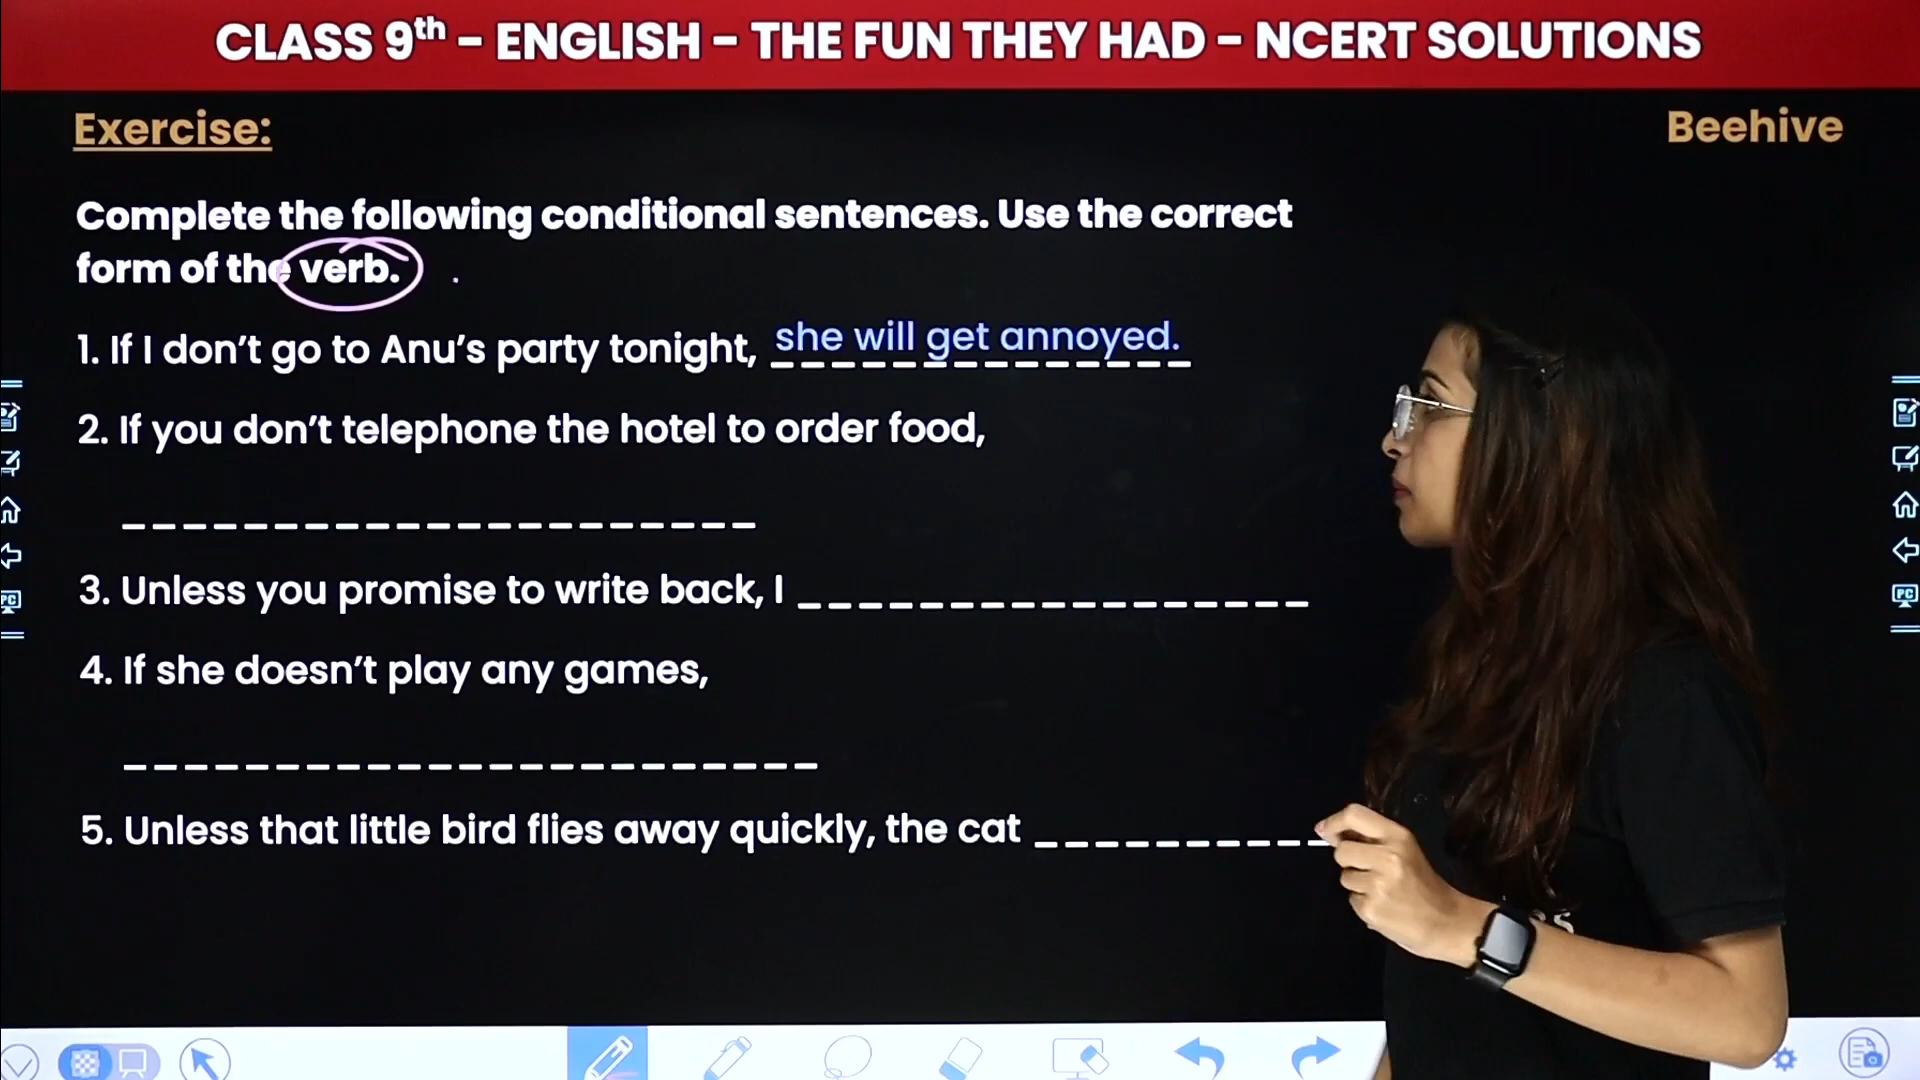 CLASS 9th - ENGLISH - THE FUN THEY HAD - NCERT SOLUTIONS
Exercise:
Beehive
Complete the following conditional sentences. Use the correct
form of the verb.
1. If I don't go to Anu's party tonight, she will get annoyed.
2. If you don't telephone the hotel to order food,
3. Unless you promise to write back, I
4. If she doesn't play any games,
5. Unless that little bird flies away quickly, the cat
PC
PC